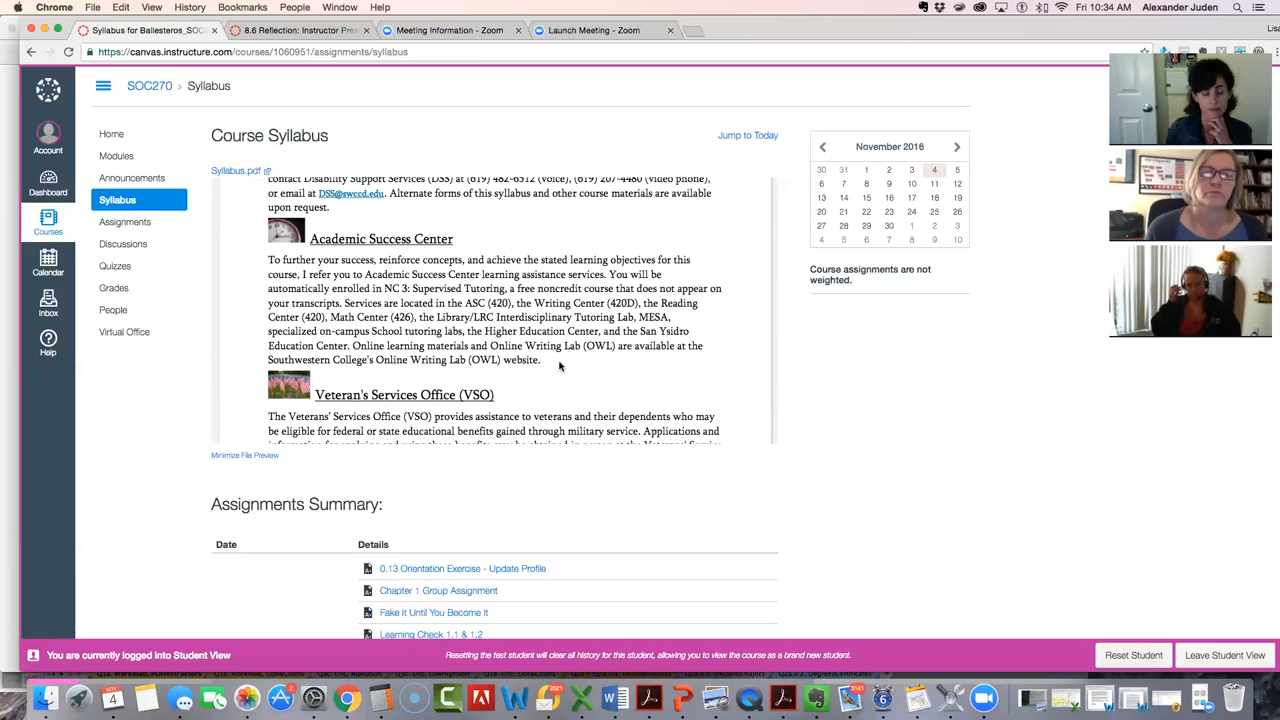 Chrome File Edit View History Bookmarks People Window Help
Fri 10:34 AM Alexander Juden
Syllabus for Ballesteros_SOC
8.6 Reflection: Instructor Pres
Meeting Information - Zoom
Launch Meeting - Zoom
Lisa
https://canvas.instructure.com/courses/1060951/assignments/syllabus
SOC270 › Syllabus
Account
Dashboard
Courses
Calendar
Inbox
Help
Home
Modules
Announcements
Syllabus
Assignments
Discussions
Quizzes
Grades
People
Virtual Office
Course Syllabus
Jump to Today
Syllabus.pdf
contact Disability Support Services (DSS) at (619) 482-6512 (voice), (619) 207-4480 (video phone),
or email at DSS@swccd.edu. Alternate forms of this syllabus and other course materials are available
upon request.
Academic Success Center
To further your success, reinforce concepts, and achieve the stated learning objectives for this
course, I refer you to Academic Success Center learning assistance services. You will be
automatically enrolled in NC 3: Supervised Tutoring, a free noncredit course that does not appear on
your transcripts. Services are located in the ASC (420), the Writing Center (420D), the Reading
Center (420), Math Center (426), the Library/LRC Interdisciplinary Tutoring Lab, MESA,
specialized on-campus School tutoring labs, the Higher Education Center, and the San Ysidro
Education Center. Online learning materials and Online Writing Lab (OWL) are available at the
Southwestern College's Online Writing Lab (OWL) website.
Veteran's Services Office (VSO)
The Veterans' Services Office (VSO) provides assistance to veterans and their dependents who may
be eligible for federal or state educational benefits gained through military service. Applications and
Minimize File Preview
Assignments Summary:
Date Details
0.13 Orientation Exercise - Update Profile
Chapter 1 Group Assignment
Fake It Until You Become It
Learning Check 1.1 & 1.2
November 2016
30 31 1 2 3 4 5
6 7 8 9 10 11 12
13 14 15 16 17 18 19
20 21 22 23 24 25 26
27 28 29 30 1 2 3
4 5 6 7 8 9 10
Course assignments are not
weighted.
You are currently logged into Student View
Resetting the test student will clear all history for this student, allowing you to view the course as a brand new student.
Reset Student
Leave Student View